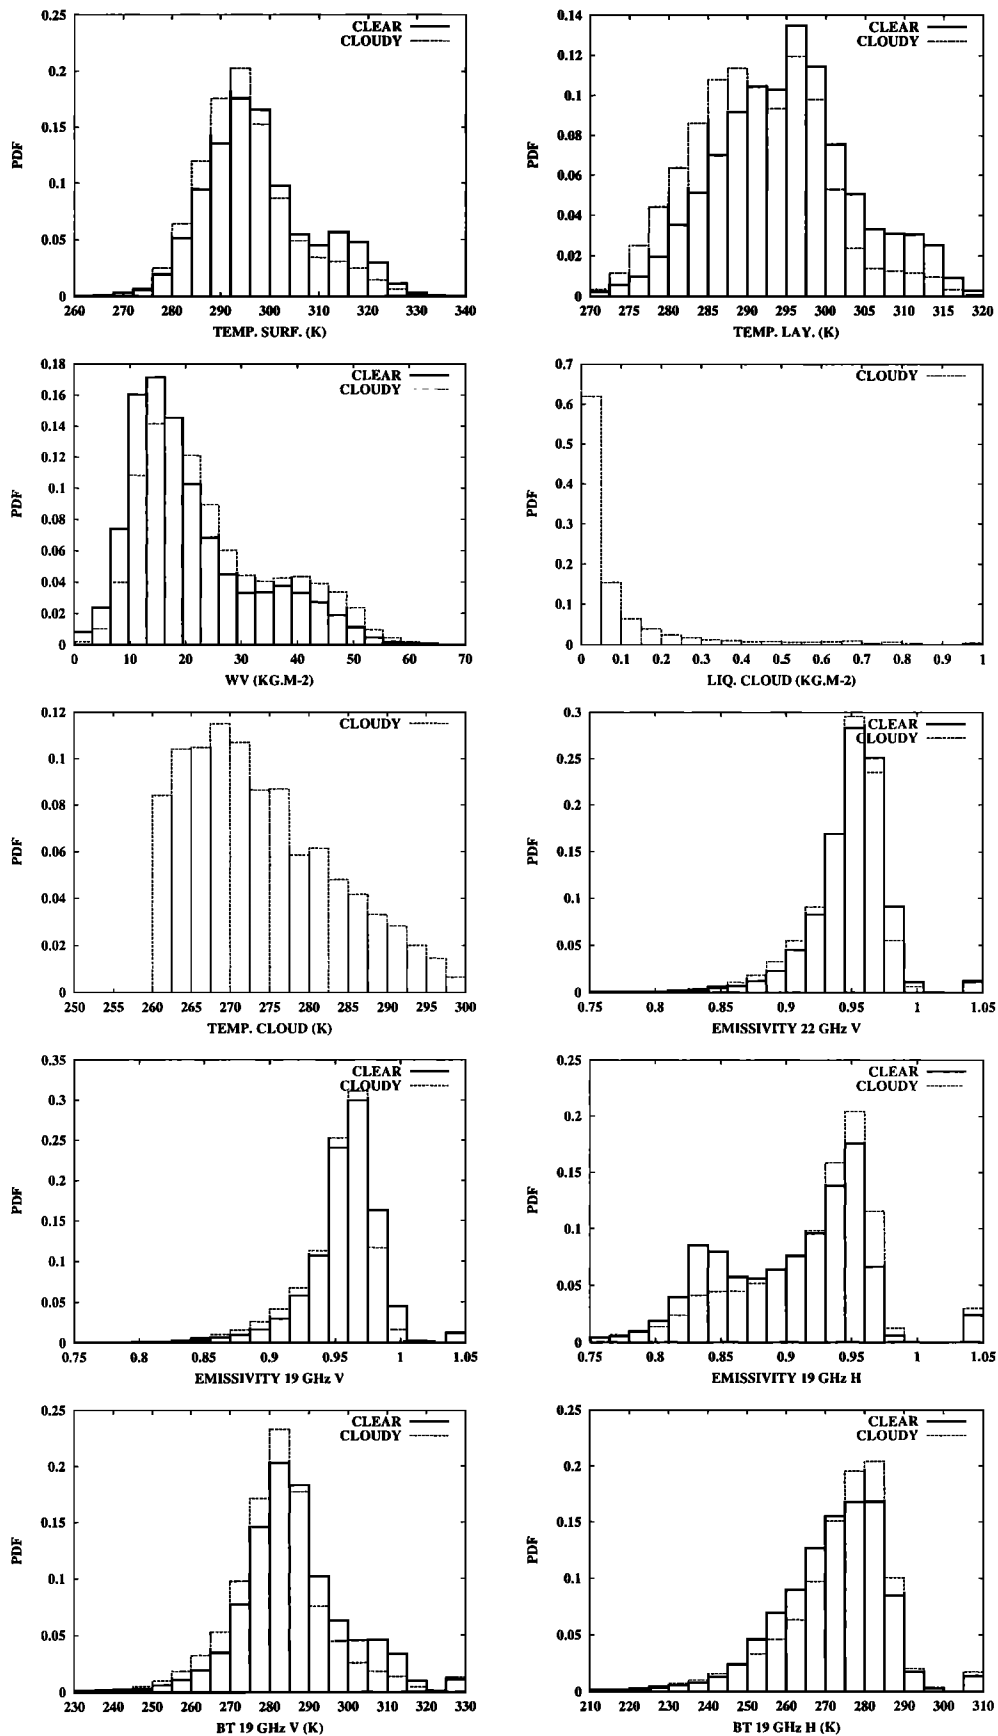 0.25
0.2
0.15
0.1
0.05
0
PDF
260 270 280 290 300 310 320 330 340
TEMP. SURF. (K)
CLEAR
CLOUDY
0.14
0.12
0.1
0.08
0.06
0.04
0.02
0
PDF
270 275 280 285 290 295 300 305 310 315 320
TEMP. LAY. (K)
CLEAR
CLOUDY
0.18
0.16
0.14
0.12
0.1
0.08
0.06
0.04
0.02
0
PDF
0 10 20 30 40 50 60 70
WV (KG.M-2)
CLEAR
CLOUDY
0.7
0.6
0.5
0.4
0.3
0.2
0.1
0
PDF
0 0.1 0.2 0.3 0.4 0.5 0.6 0.7 0.8 0.9 1
LIQ. CLOUD (KG.M-2)
CLOUDY
0.12
0.1
0.08
0.06
0.04
0.02
0
PDF
250 255 260 265 270 275 280 285 290 295 300
TEMP. CLOUD (K)
CLOUDY
0.3
0.25
0.2
0.15
0.1
0.05
0
PDF
0.75 0.8 0.85 0.9 0.95 1 1.05
EMISSIVITY 22 GHz V
CLEAR
CLOUDY
0.35
0.3
0.25
0.2
0.15
0.1
0.05
0
PDF
0.75 0.8 0.85 0.9 0.95 1 1.05
EMISSIVITY 19 GHz V
CLEAR
CLOUDY
0.25
0.2
0.15
0.1
0.05
0
PDF
0.75 0.8 0.85 0.9 0.95 1 1.05
EMISSIVITY 19 GHz H
CLEAR
CLOUDY
0.25
0.2
0.15
0.1
0.05
0
PDF
230 240 250 260 270 280 290 300 310 320 330
BT 19 GHz V (K)
CLEAR
CLOUDY
0.25
0.2
0.15
0.1
0.05
0
PDF
210 220 230 240 250 260 270 280 290 300 310
BT 19 GHz H (K)
CLEAR
CLOUDY